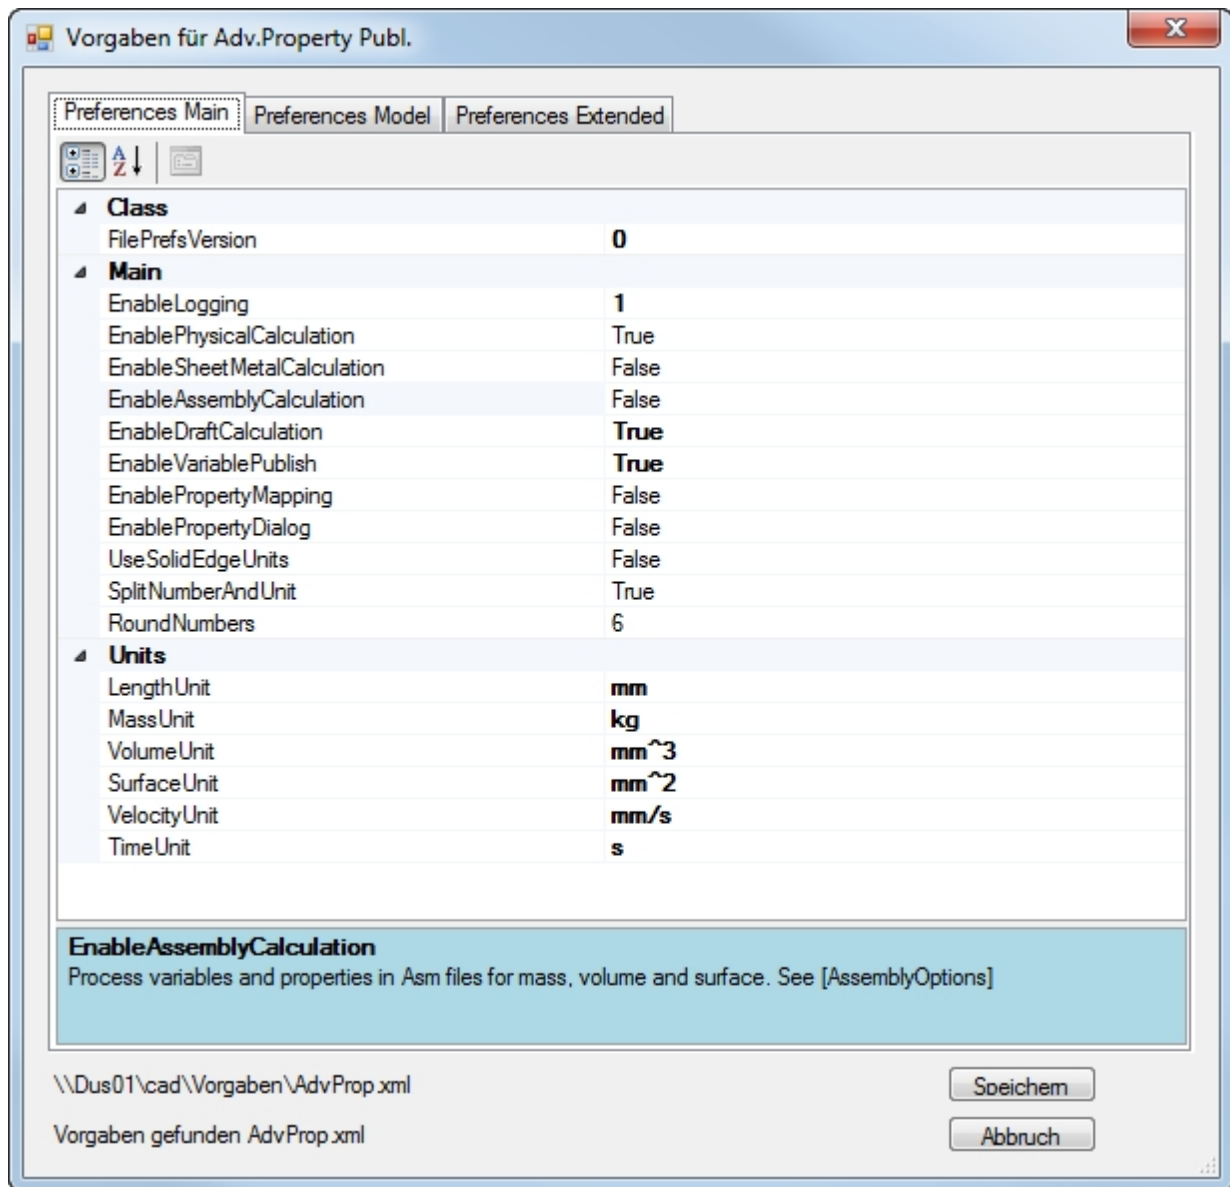 Vorgaben für Adv.Property Publ.
Preferences Main Preferences Model Preferences Extended
Class
FilePrefsVersion 0
Main
EnableLogging 1
EnablePhysicalCalculation True
EnableSheetMetalCalculation False
EnableAssemblyCalculation False
EnableDraftCalculation True
EnableVariablePublish True
EnablePropertyMapping False
EnablePropertyDialog False
UseSolidEdgeUnits False
SplitNumberAndUnit True
RoundNumbers 6
Units
LengthUnit mm
MassUnit kg
VolumeUnit mm^3
SurfaceUnit mm^2
VelocityUnit mm/s
TimeUnit s
EnableAssemblyCalculation
Process variables and properties in Asm files for mass, volume and surface. See [AssemblyOptions]
\\Dus01\cad\Vorgaben\AdvProp.xml Speichern
Vorgaben gefunden AdvProp.xml Abbruch